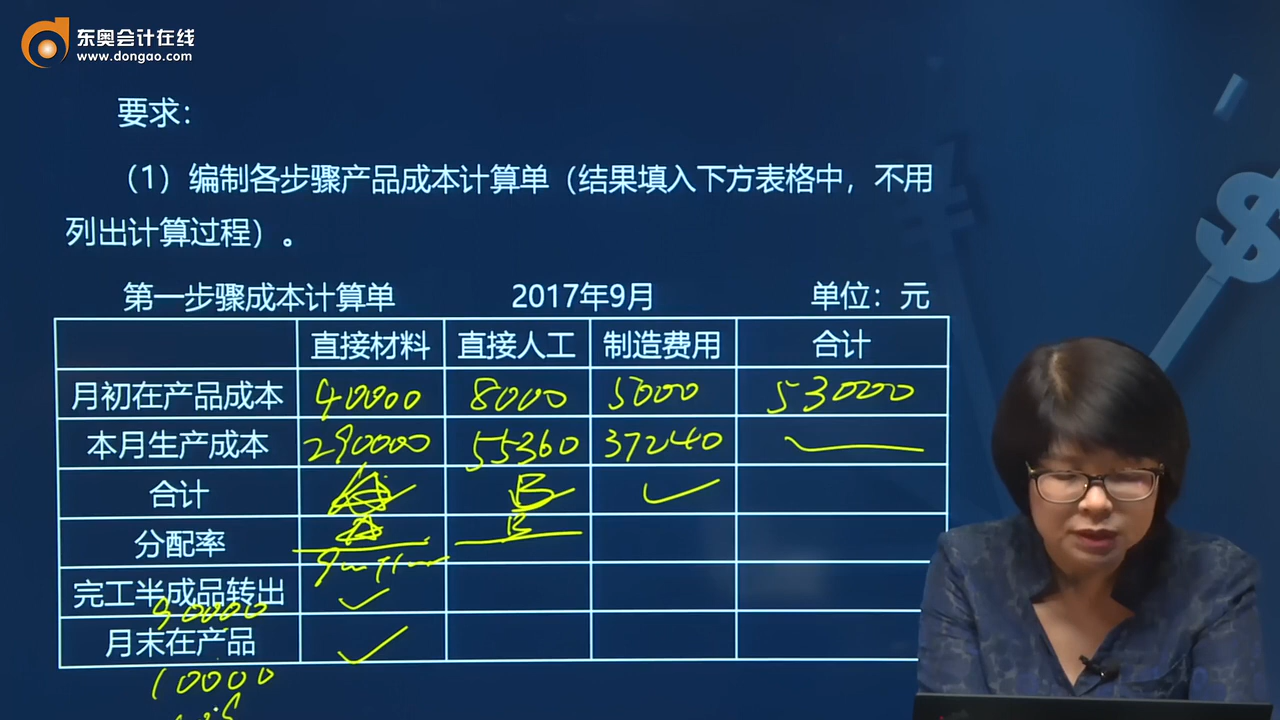 东奥会计在线
www.dongao.com
要求：
（1）编制各步骤产品成本计算单（结果填入下方表格中，不用
列出计算过程）。
第一步骤成本计算单 2017年9月 单位：元
直接材料 直接人工 制造费用 合计
月初在产品成本 40000 8000 5000 530000
本月生产成本 290000 55360 37240
合计 B
分配率 B
完工半成品转出
90000
月末在产品
10000